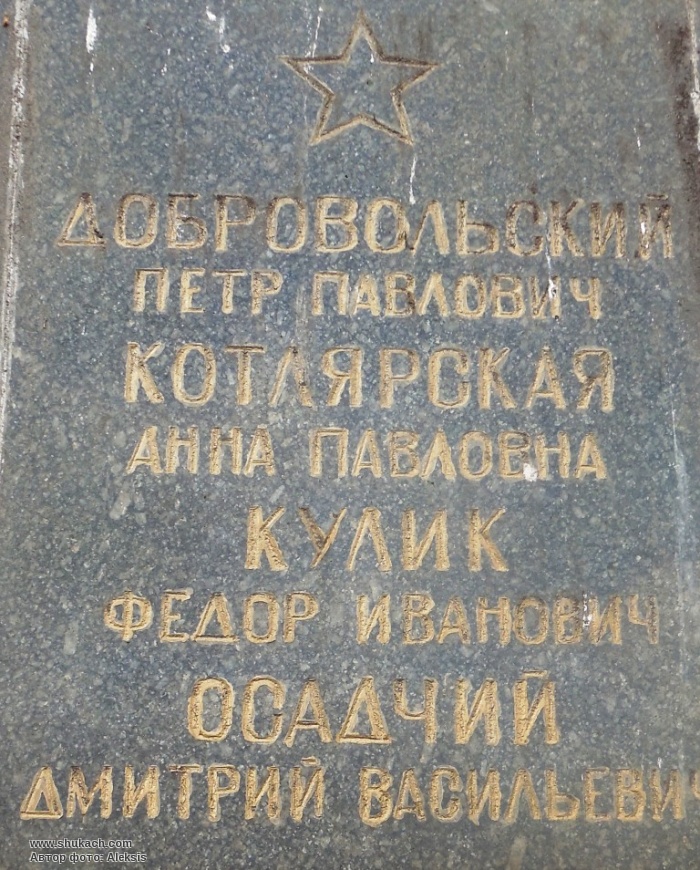 ДОБРОВОЛЬСКИЙ
ПЕТР ПАВЛОВИЧ
КОТЛЯРСКАЯ
АННА ПАВЛОВНА
КУЛИК
ФЕДОР ИВАНОВИЧ
ОСАДЧИЙ
ДМИТРИЙ ВАСИЛЬЕВИЧ
www.shukach.com
Автор фото: Aleksis